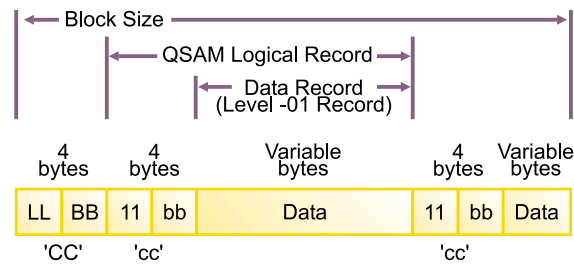 Block Size
QSAM Logical Record
Data Record
(Level -01 Record)
4 4 Variable 4 Variable
bytes bytes bytes bytes bytes
LL BB 11 bb Data 11 bb Data
'CC' 'cc' 'cc'